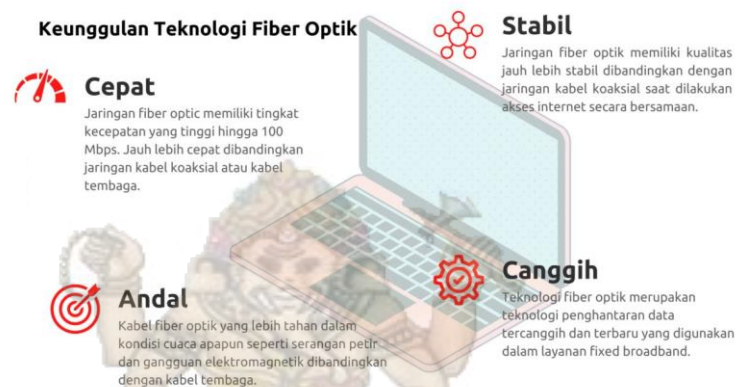 Keunggulan Teknologi Fiber Optik
Cepat
Jaringan fiber optic memiliki tingkat
kecepatan yang tinggi hingga 100
Mbps. Jauh lebih cepat dibandingkan
jaringan kabel koaksial atau kabel
tembaga.
Stabil
Jaringan fiber optik memiliki kualitas
jauh lebih stabil dibandingkan dengan
jaringan kabel koaksial saat dilakukan
akses internet secara bersamaan.
Andal
Kabel fiber optik yang lebih tahan dalam
kondisi cuaca apapun seperti serangan petir
dan gangguan elektromagnetik dibandingkan
dengan kabel tembaga.
Canggih
Teknologi fiber optik merupakan
teknologi penghantaran data
tercanggih dan terbaru yang digunakan
dalam layanan fixed broadband.